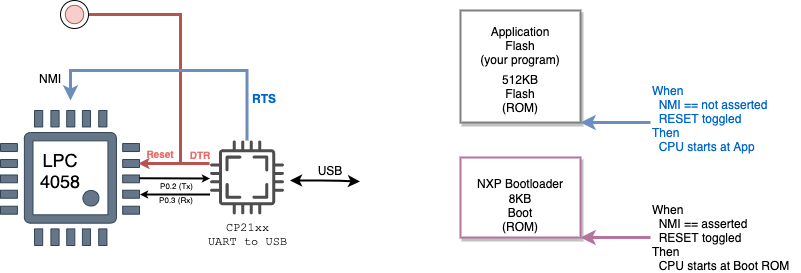 NMI
RTS
LPC
4058
Reset
DTR
P0.2 (Tx)
P0.3 (Rx)
USB
CP21xx
UART to USB
Application
Flash
(your program)
512KB
Flash
(ROM)
When
NMI == not asserted
RESET toggled
Then
CPU starts at App
NXP Bootloader
8KB
Boot
(ROM)
When
NMI == asserted
RESET toggled
Then
CPU starts at Boot ROM